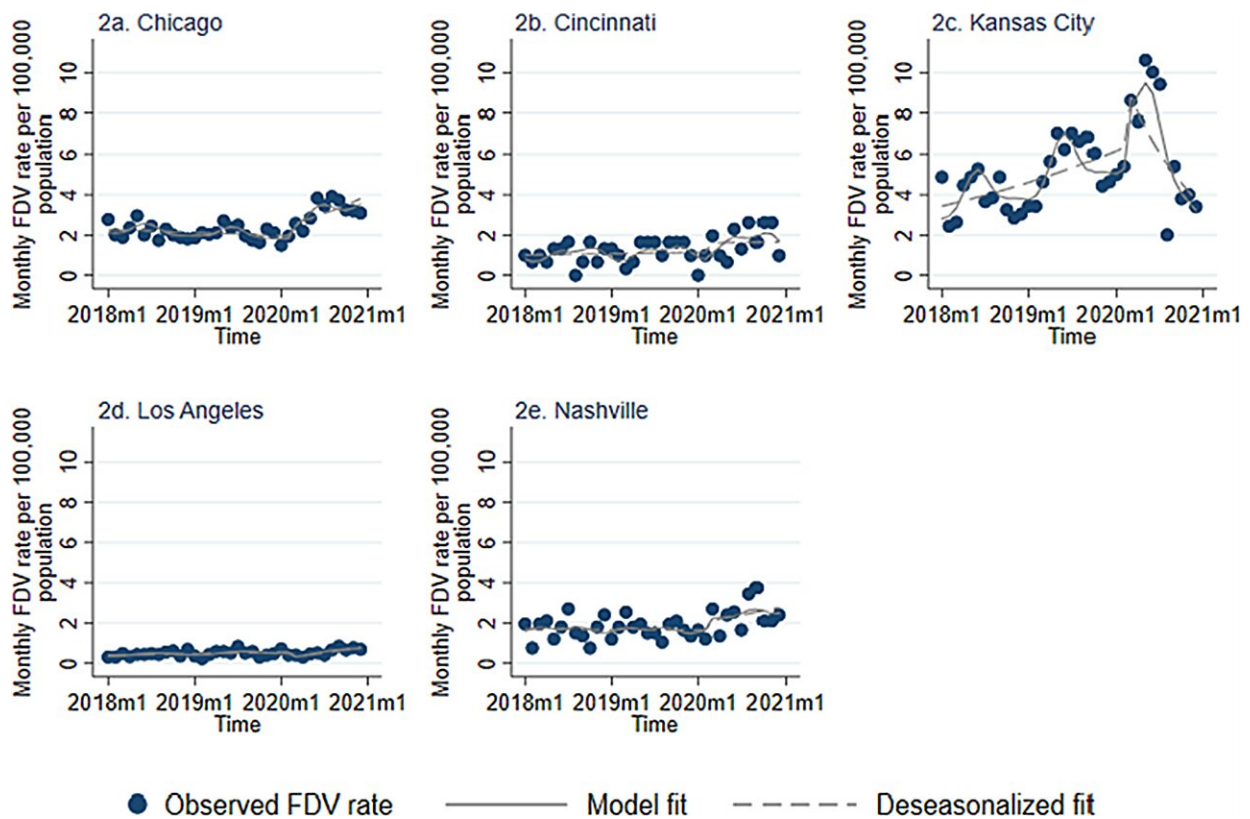 2a. Chicago
Monthly FDV rate per 100,000
population
0 2 4 6 8 10
2018m1 2019m1 2020m1 2021m1
Time
2b. Cincinnati
Monthly FDV rate per 100,000
population
0 2 4 6 8 10
2018m1 2019m1 2020m1 2021m1
Time
2c. Kansas City
Monthly FDV rate per 100,000
population
0 2 4 6 8 10
2018m1 2019m1 2020m1 2021m1
Time
2d. Los Angeles
Monthly FDV rate per 100,000
population
0 2 4 6 8 10
2018m1 2019m1 2020m1 2021m1
Time
2e. Nashville
Monthly FDV rate per 100,000
population
0 2 4 6 8 10
2018m1 2019m1 2020m1 2021m1
Time
Observed FDV rate Model fit Deseasonalized fit